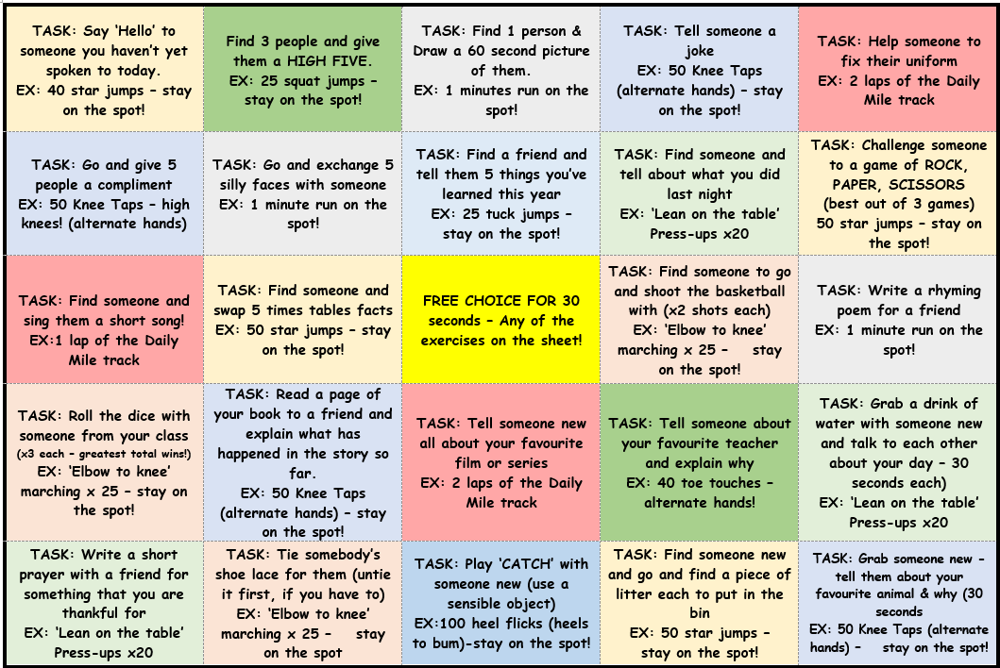 TASK: Say ‘Hello’ to
someone you haven’t yet
spoken to today.
EX: 40 star jumps – stay
on the spot!
Find 3 people and give
them a HIGH FIVE.
EX: 25 squat jumps –
stay on the spot!
TASK: Find 1 person &
Draw a 60 second picture
of them.
EX: 1 minutes run on the
spot!
TASK: Tell someone a
joke
EX: 50 Knee Taps
(alternate hands) – stay
on the spot!
TASK: Help someone to
fix their uniform
EX: 2 laps of the Daily
Mile track
TASK: Go and give 5
people a compliment
EX: 50 Knee Taps – high
knees! (alternate hands)
TASK: Go and exchange 5
silly faces with someone
EX: 1 minute run on the
spot!
TASK: Find a friend and
tell them 5 things you’ve
learned this year
EX: 25 tuck jumps –
stay on the spot!
TASK: Find someone and
tell about what you did
last night
EX: ‘Lean on the table’
Press-ups x20
TASK: Challenge someone
to a game of ROCK,
PAPER, SCISSORS
(best out of 3 games)
50 star jumps – stay on
the spot!
TASK: Find someone and
sing them a short song!
EX:1 lap of the Daily
Mile track
TASK: Find someone and
swap 5 times tables facts
EX: 50 star jumps – stay
on the spot!
FREE CHOICE FOR 30
seconds – Any of the
exercises on the sheet!
TASK: Find someone to go
and shoot the basketball
with (x2 shots each)
EX: ‘Elbow to knee’
marching x 25 – stay
on the spot!
TASK: Write a rhyming
poem for a friend
EX: 1 minute run on the
spot!
TASK: Roll the dice with
someone from your class
(x3 each – greatest total wins!)
EX: ‘Elbow to knee’
marching x 25 – stay on
the spot!
TASK: Read a page of
your book to a friend and
explain what has
happened in the story so
far.
EX: 50 Knee Taps
(alternate hands) – stay
on the spot!
TASK: Tell someone new
all about your favourite
film or series
EX: 2 laps of the Daily
Mile track
TASK: Tell someone about
your favourite teacher
and explain why
EX: 40 toe touches –
alternate hands!
TASK: Grab a drink of
water with someone new
and talk to each other
about your day – 30
seconds each)
EX: ‘Lean on the table’
Press-ups x20
TASK: Write a short
prayer with a friend for
something that you are
thankful for
EX: ‘Lean on the table’
Press-ups x20
TASK: Tie somebody’s
shoe lace for them (untie
it first, if you have to)
EX: ‘Elbow to knee’
marching x 25 – stay
on the spot
TASK: Play ‘CATCH’ with
someone new (use a
sensible object)
EX:100 heel flicks (heels
to bum)-stay on the spot!
TASK: Find someone new
and go and find a piece of
litter each to put in the
bin
EX: 50 star jumps –
stay on the spot!
TASK: Grab someone new –
tell them about your
favourite animal & why (30
seconds
EX: 50 Knee Taps (alternate
hands) – stay on the spot!